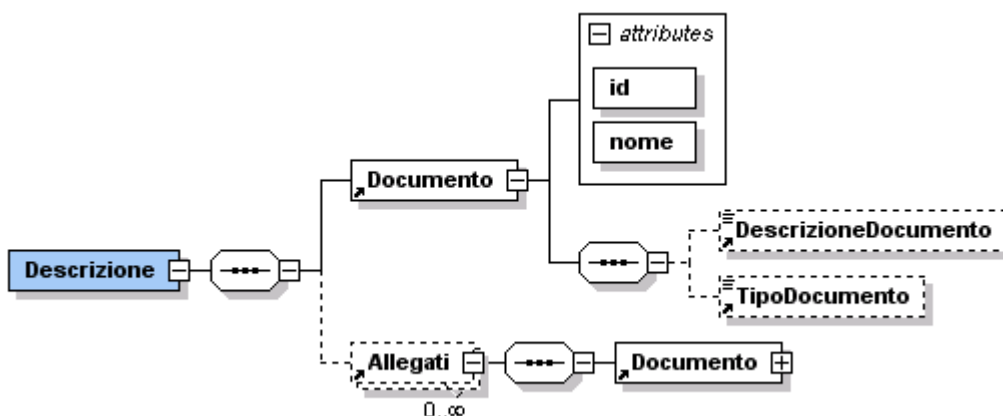 attributes
id
nome
Documento
DescrizioneDocumento
Descrizione
TipoDocumento
Allegati
Documento
0..∞